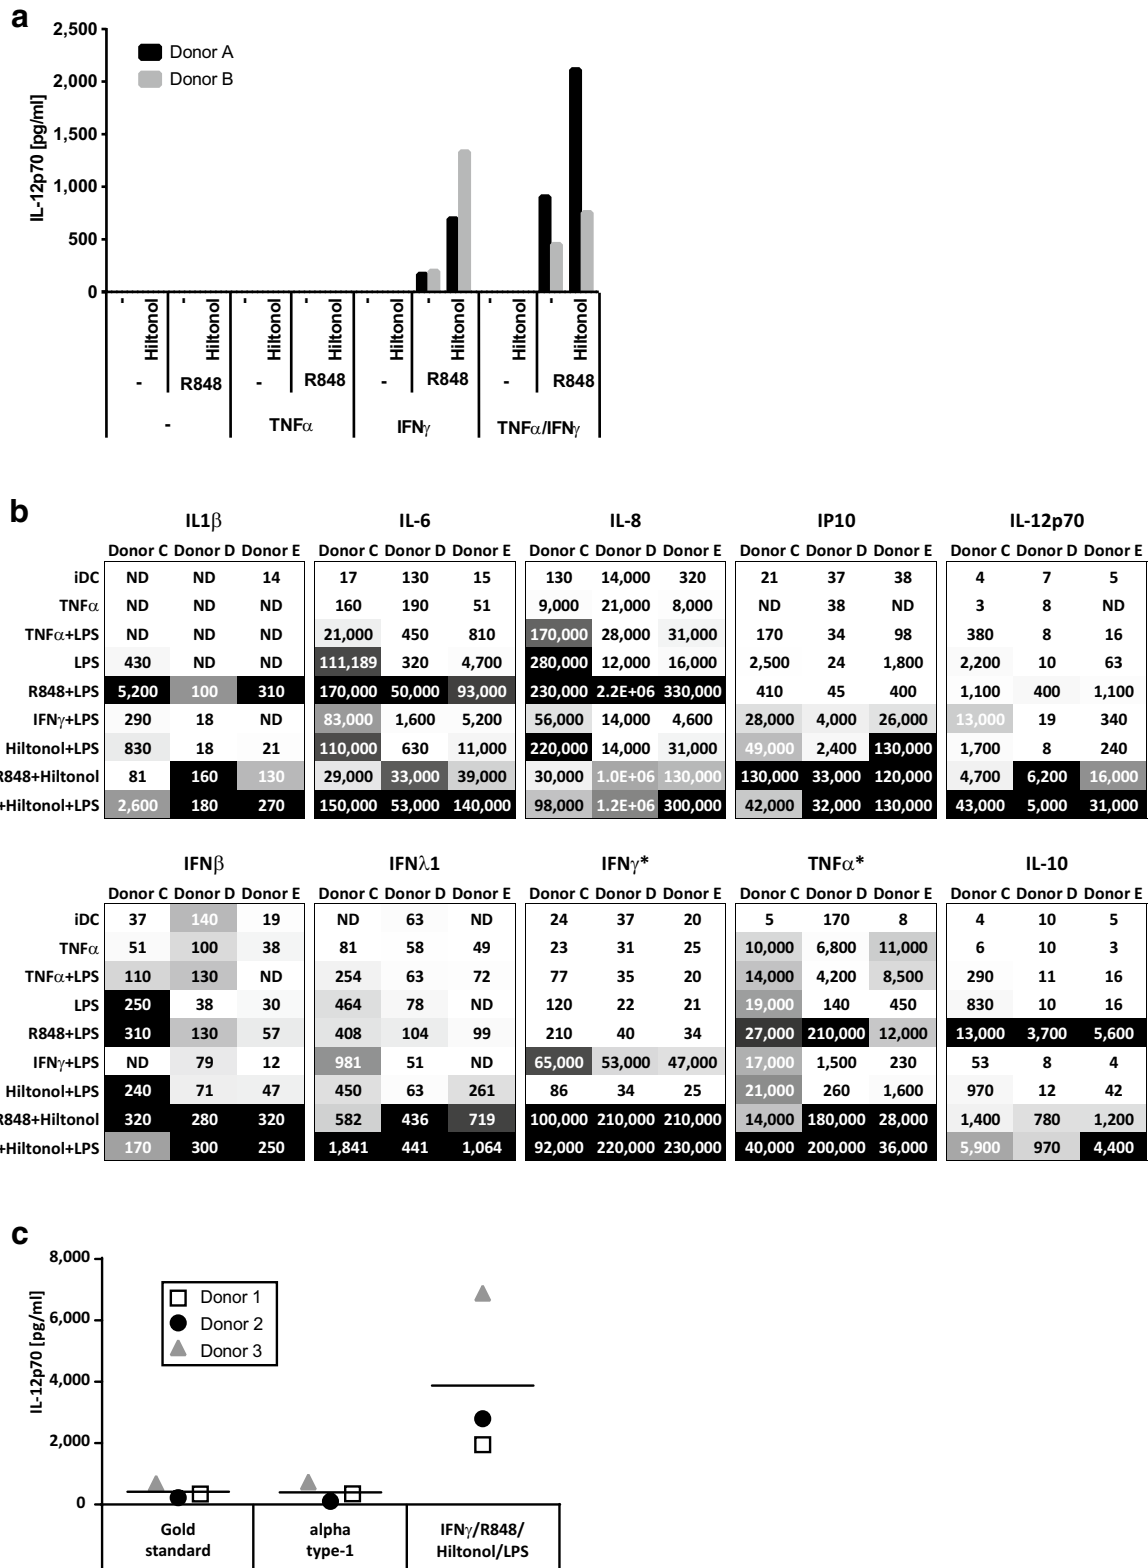 a
2,500
2,000
1,500
1,000
500
0
IL-12p70 [pg/ml]
Donor A
Donor B
- Hiltonol - Hiltonol - Hiltonol - Hiltonol - Hiltonol - Hiltonol - Hiltonol - Hiltonol
- R848 - R848 - R848 - R848
- TNFα IFNγ TNFα/IFNγ
b
IL1β IL-6 IL-8 IP10 IL-12p70
Donor C Donor D Donor E Donor C Donor D Donor E Donor C Donor D Donor E Donor C Donor D Donor E Donor C Donor D Donor E
iDC ND ND 14 17 130 15 130 14,000 320 21 37 38 4 7 5
TNFα ND ND ND 160 190 51 9,000 21,000 8,000 ND 38 ND 3 8 ND
TNFα+LPS ND ND ND 21,000 450 810 170,000 28,000 31,000 170 34 98 380 8 16
LPS 430 ND ND 111,189 320 4,700 280,000 12,000 16,000 2,500 24 1,800 2,200 10 63
R848+LPS 5,200 100 310 170,000 50,000 93,000 230,000 2.2E+06 330,000 410 45 400 1,100 400 1,100
IFNγ+LPS 290 18 ND 83,000 1,600 5,200 56,000 14,000 4,600 28,000 4,000 26,000 13,000 19 340
Hiltonol+LPS 830 18 21 110,000 630 11,000 220,000 14,000 31,000 49,000 2,400 130,000 1,700 8 240
R848+Hiltonol 81 160 130 29,000 33,000 39,000 30,000 1.0E+06 130,000 130,000 33,000 120,000 4,700 6,200 16,000
+Hiltonol+LPS 2,600 180 270 150,000 53,000 140,000 98,000 1.2E+06 300,000 42,000 32,000 130,000 43,000 5,000 31,000
IFNβ IFNλ1 IFNγ* TNFα* IL-10
Donor C Donor D Donor E Donor C Donor D Donor E Donor C Donor D Donor E Donor C Donor D Donor E Donor C Donor D Donor E
iDC 37 140 19 ND 63 ND 24 37 20 5 170 8 4 10 5
TNFα 51 100 38 81 58 49 23 31 25 10,000 6,800 11,000 6 10 3
TNFα+LPS 110 130 ND 254 63 72 77 35 20 14,000 4,200 8,500 290 11 16
LPS 250 38 30 464 78 ND 120 22 21 19,000 140 450 830 10 16
R848+LPS 310 130 57 408 104 99 210 40 34 27,000 210,000 12,000 13,000 3,700 5,600
IFNγ+LPS ND 79 12 981 51 ND 65,000 53,000 47,000 17,000 1,500 230 53 8 4
Hiltonol+LPS 240 71 47 450 63 261 86 34 25 21,000 260 1,600 970 12 42
R848+Hiltonol 320 280 320 582 436 719 100,000 210,000 210,000 14,000 180,000 28,000 1,400 780 1,200
+Hiltonol+LPS 170 300 250 1,841 441 1,064 92,000 220,000 230,000 40,000 200,000 36,000 5,900 970 4,400
c
8,000
6,000
4,000
2,000
0
IL-12p70 [pg/ml]
Donor 1
Donor 2
Donor 3
Gold alpha IFNγ/R848/
standard type-1 Hiltonol/LPS